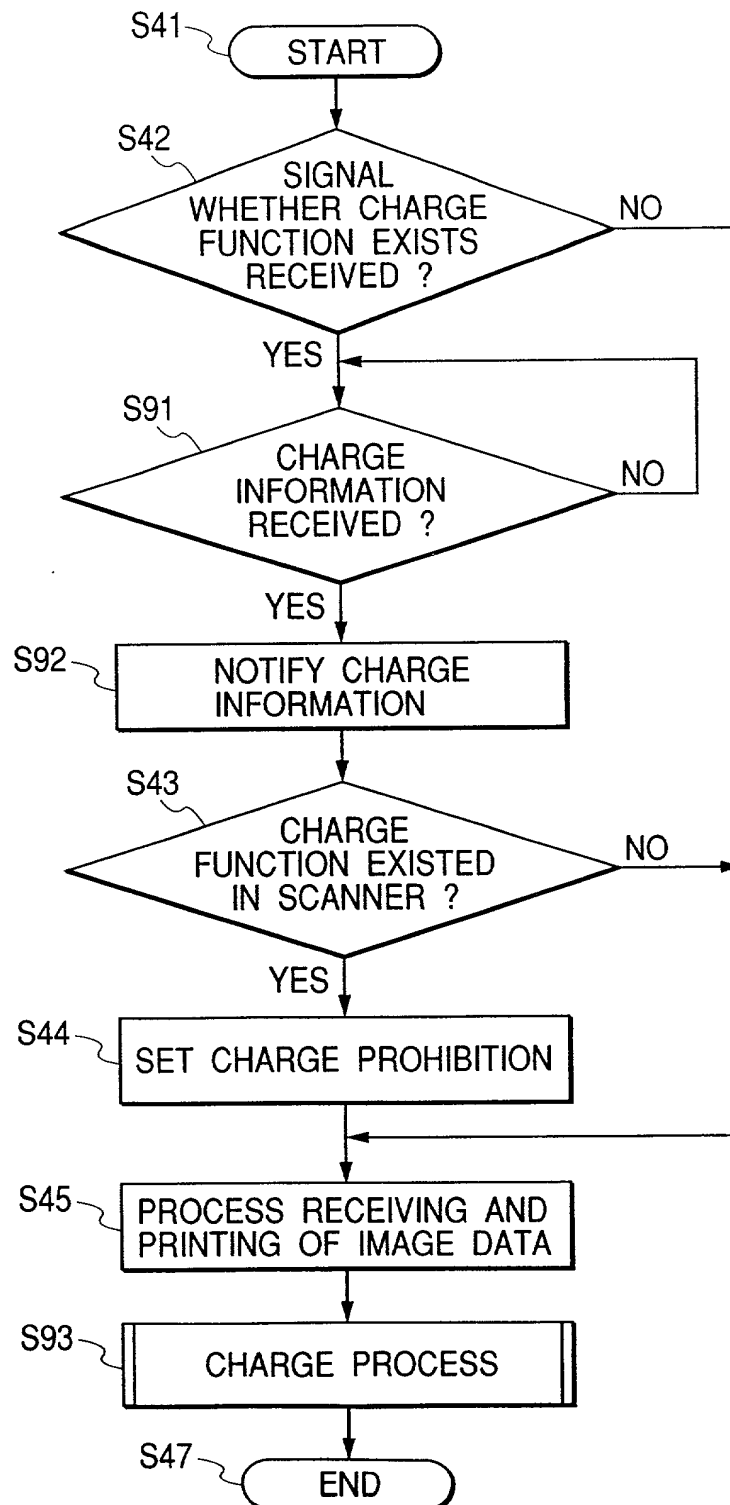 S41
START
S42
SIGNAL
WHETHER CHARGE
FUNCTION EXISTS
RECEIVED ?
NO
YES
S91
CHARGE
INFORMATION
RECEIVED ?
NO
YES
S92
NOTIFY CHARGE
INFORMATION
S43
CHARGE
FUNCTION EXISTED
IN SCANNER ?
NO
YES
S44
SET CHARGE PROHIBITION
S45
PROCESS RECEIVING AND
PRINTING OF IMAGE DATA
S93
CHARGE PROCESS
S47
END